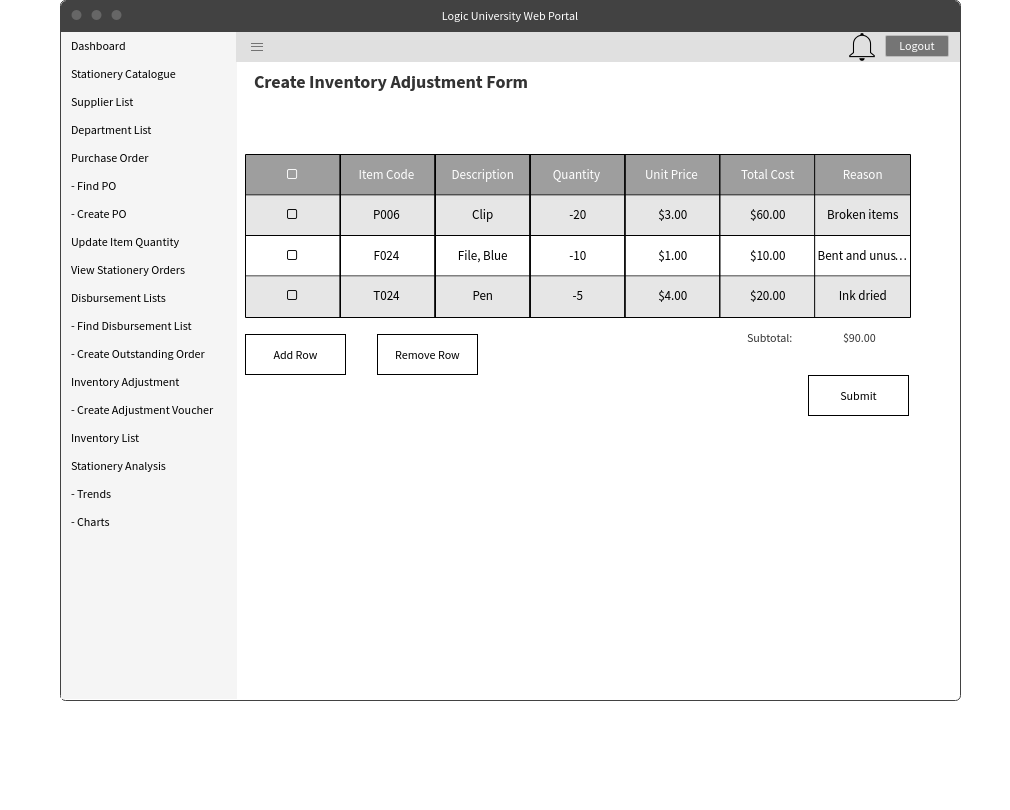 Logic University Web Portal
Logout
Dashboard
Stationery Catalogue
Supplier List
Department List
Purchase Order
- Find PO
- Create PO
Update Item Quantity
View Stationery Orders
Disbursement Lists
- Find Disbursement List
- Create Outstanding Order
Inventory Adjustment
- Create Adjustment Voucher
Inventory List
Stationery Analysis
- Trends
- Charts
Create Inventory Adjustment Form
Item Code Description Quantity Unit Price Total Cost Reason
P006 Clip -20 $3.00 $60.00 Broken items
F024 File, Blue -10 $1.00 $10.00 Bent and unus...
T024 Pen -5 $4.00 $20.00 Ink dried
Subtotal: $90.00
Add Row Remove Row
Submit